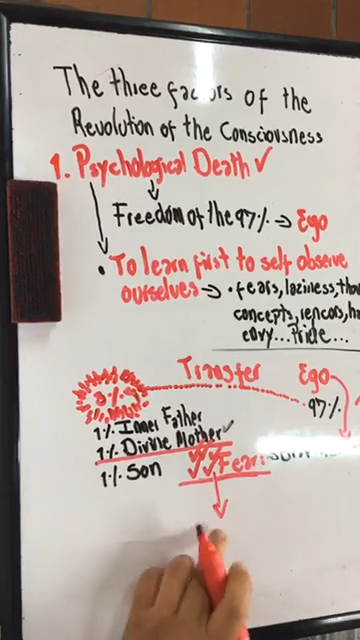 The three factors of the
Revolution of the Consciousness
1. Psychological Death ✓
Freedom of the 97% → Ego
• To learn first to self observe
ourselves → • fears, laziness,
concepts, rencors,
envy... Pride...
Transfer Ego
3%
97%
1% Inner Father
1% Divine Mother ✓
1% Son Fear